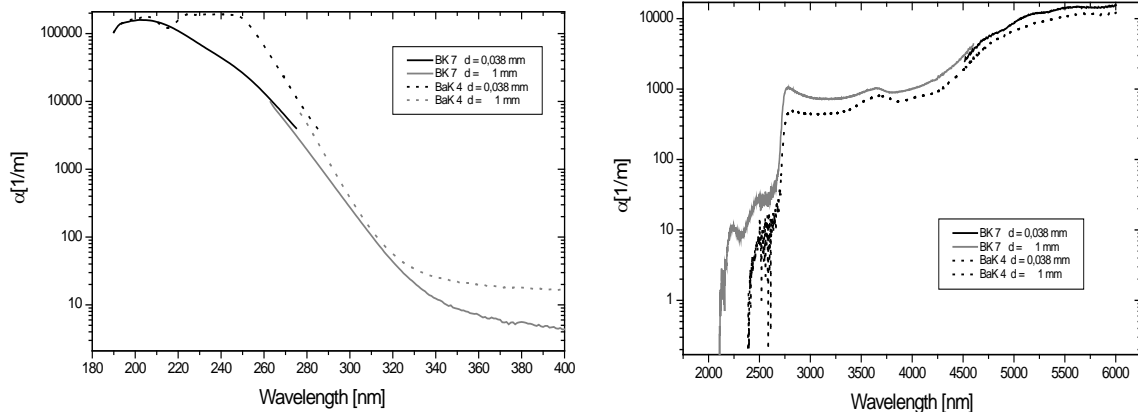 α[1/m]
100000
10000
1000
100
10
BK 7 d = 0,038 mm
BK 7 d = 1 mm
BaK 4 d = 0,038 mm
BaK 4 d = 1 mm
180 200 220 240 260 280 300 320 340 360 380 400
Wavelength [nm]
α[1/m]
10000
1000
100
10
1
BK 7 d = 0,038 mm
BK 7 d = 1 mm
BaK 4 d = 0,038 mm
BaK 4 d = 1 mm
2000 2500 3000 3500 4000 4500 5000 5500 6000
Wavelength [nm]